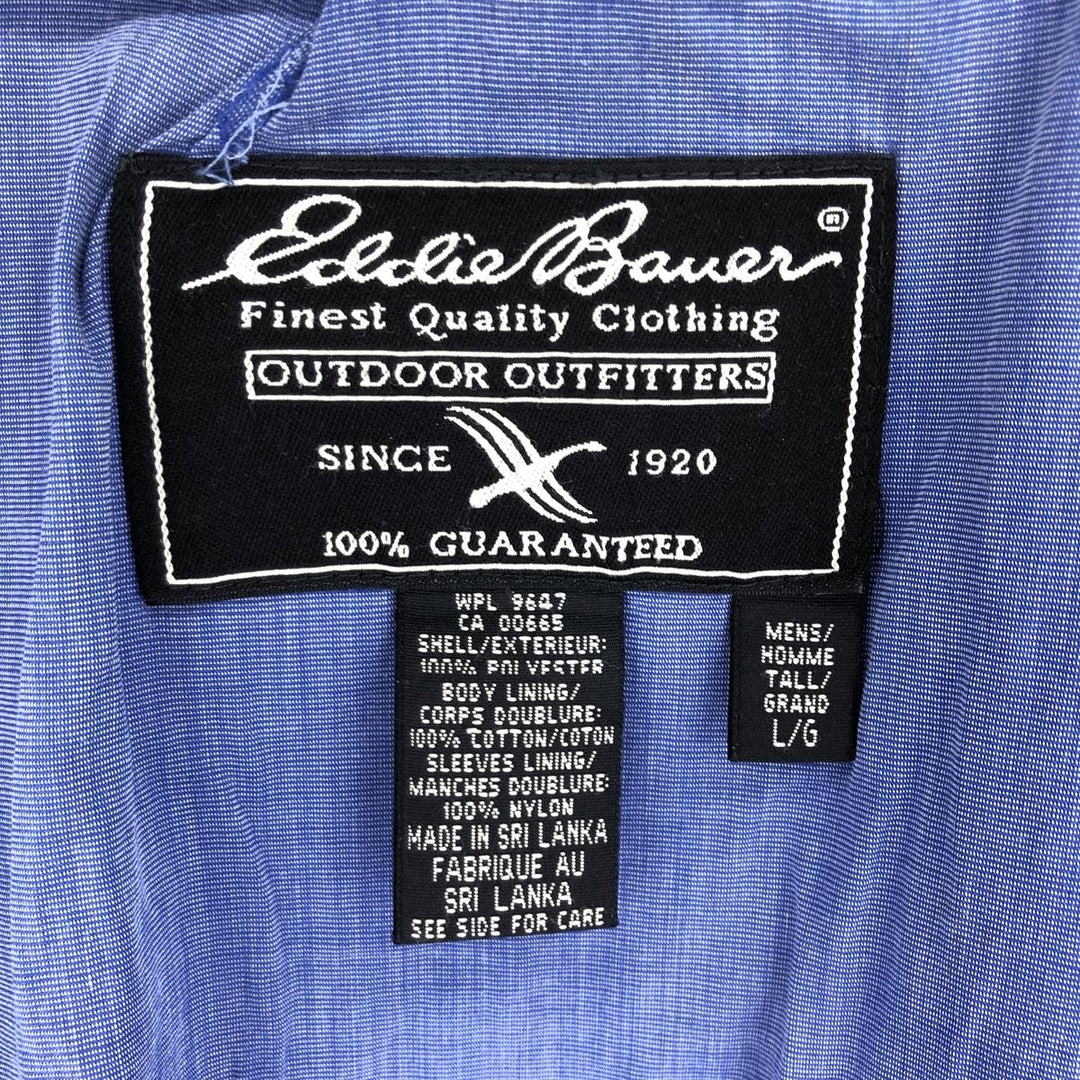 Eddie Bauer ®
Finest Quality Clothing
OUTDOOR OUTFITTERS
SINCE 1920
100% GUARANTEED
WPL 9647
CA 00665
SHELL/EXTERIEUR:
100% POLYESTER
BODY LINING/
CORPS DOUBLURE:
100% COTTON/COTON
SLEEVES LINING/
MANCHES DOUBLURE:
100% NYLON
MADE IN SRI LANKA
FABRIQUE AU
SRI LANKA
SEE SIDE FOR CARE
MENS/
HOMME
TALL/
GRAND
L/G